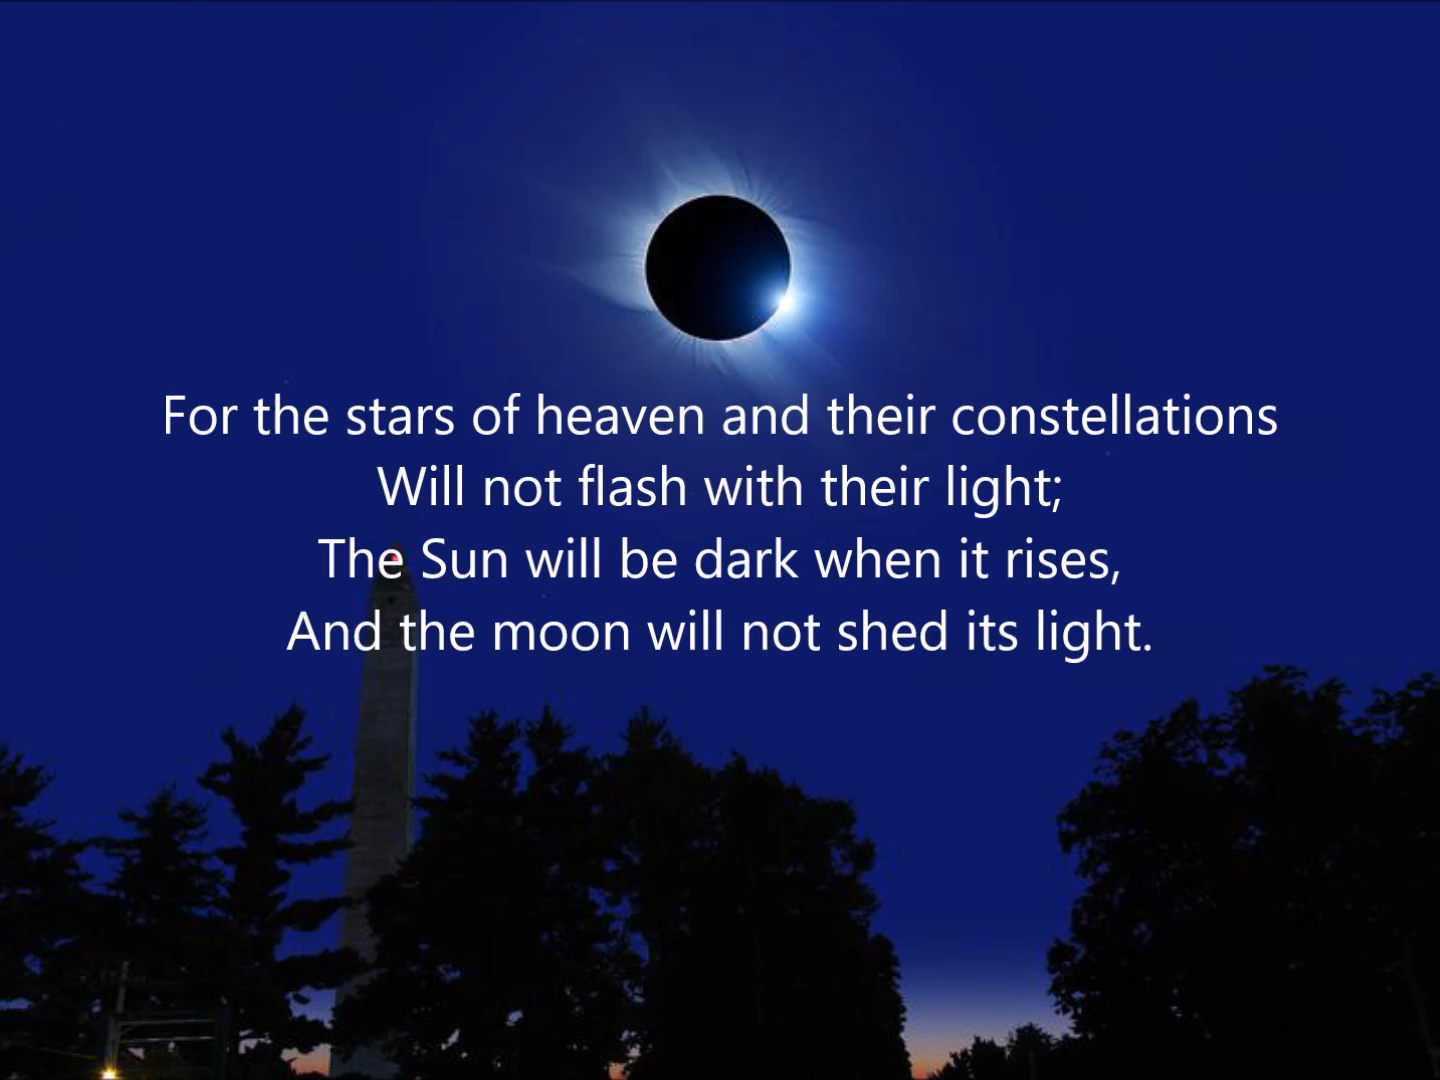 For the stars of heaven and their constellations
Will not flash with their light;
The Sun will be dark when it rises,
And the moon will not shed its light.